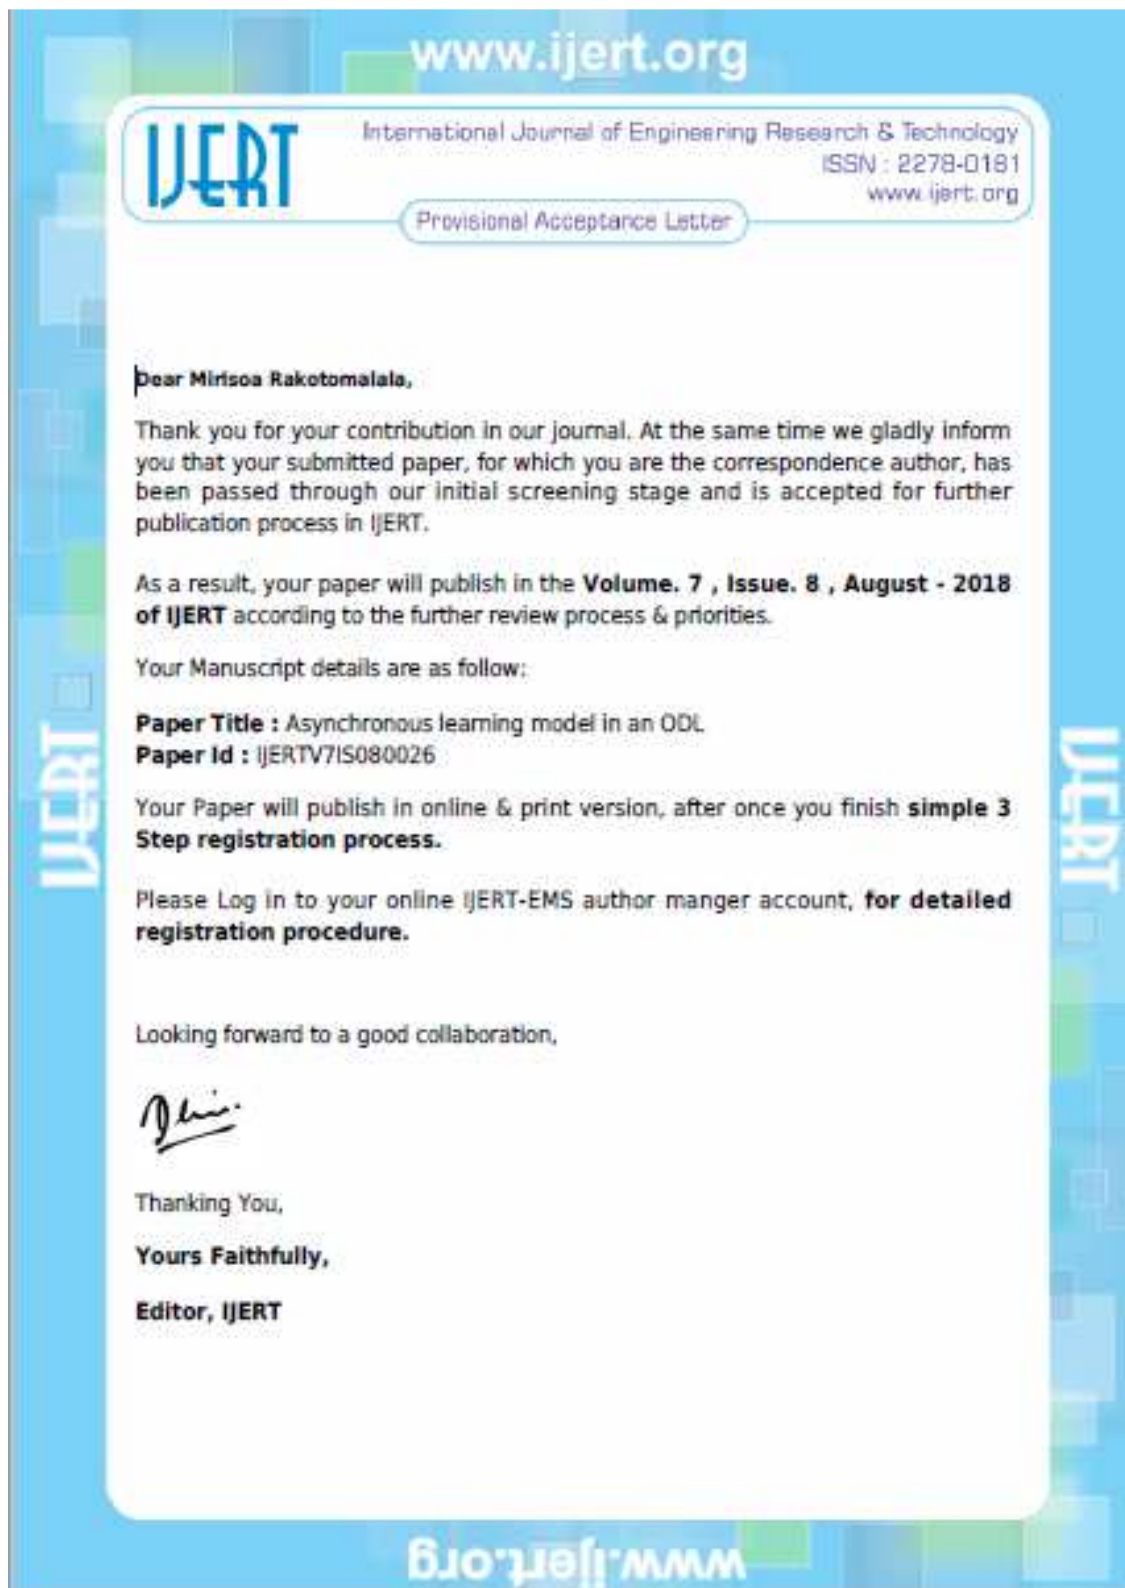 www.ijert.org
IJERT
International Journal of Engineering Research & Technology
ISSN : 2278-0181
www.ijert.org
Provisional Acceptance Letter
Dear Mirisoa Rakotomalala,
Thank you for your contribution in our journal. At the same time we gladly inform
you that your submitted paper, for which you are the correspondence author, has
been passed through our initial screening stage and is accepted for further
publication process in IJERT.
As a result, your paper will publish in the Volume. 7 , Issue. 8 , August - 2018
of IJERT according to the further review process & priorities.
Your Manuscript details are as follow:
Paper Title : Asynchronous learning model in an ODL
Paper Id : IJERTV7IS080026
Your Paper will publish in online & print version, after once you finish simple 3
Step registration process.
Please Log in to your online IJERT-EMS author manger account, for detailed
registration procedure.
Looking forward to a good collaboration,
Thanking You,
Yours Faithfully,
Editor, IJERT
IJERT
IJERT
www.ijert.org